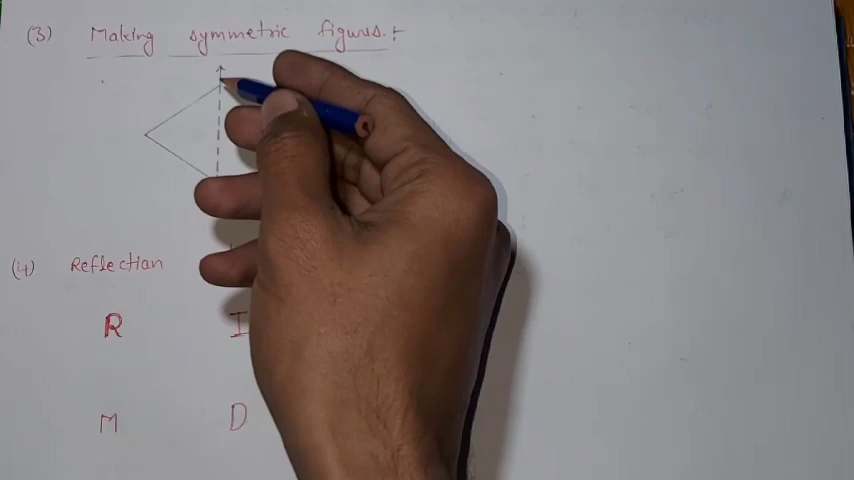 (3) Making symmetric figures:-
(4) Reflection
R I
M D